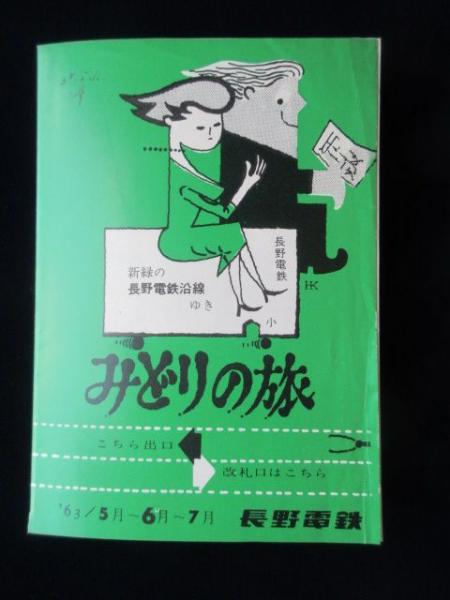 長野電鉄
新緑の
長野電鉄沿線
ゆき
小
HK
みどりの旅
こちら出口
改札口はこちら
'63/5月〜6月〜7月 長野電鉄